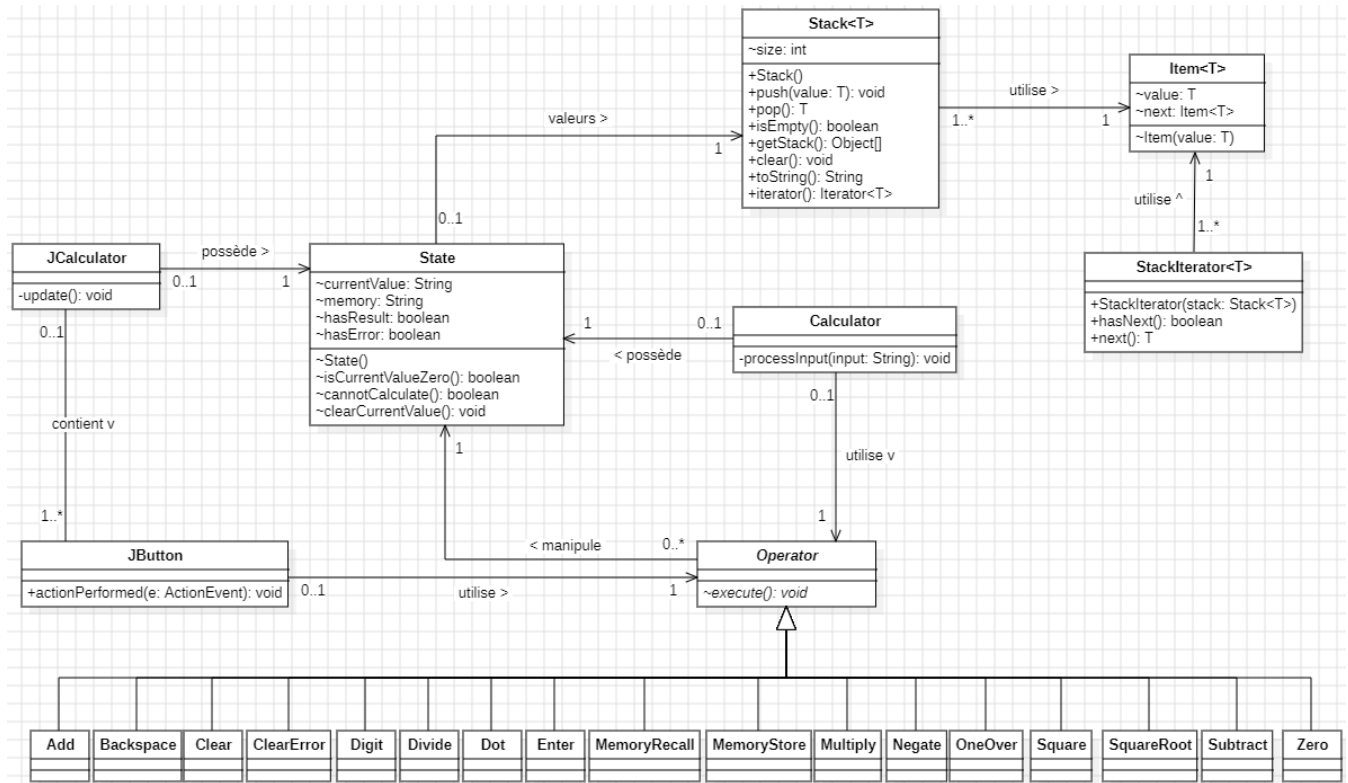 Stack<T>
~size: int
+Stack()
+push(value: T): void
+pop(): T
+isEmpty(): boolean
+getStack(): Object[]
+clear(): void
+toString(): String
+iterator(): Iterator<T>
utilise >
1..*
1
Item<T>
~value: T
~next: Item<T>
~Item(value: T)
valeurs >
1
0..1
1
utilise ^
1..*
StackIterator<T>
+StackIterator(stack: Stack<T>)
+hasNext(): boolean
+next(): T
JCalculator
-update(): void
possède >
0..1
1
State
~currentValue: String
~memory: String
~hasResult: boolean
~hasError: boolean
~State()
~isCurrentValueZero(): boolean
~cannotCalculate(): boolean
~clearCurrentValue(): void
1
0..1
< possède
Calculator
-processInput(input: String): void
0..1
contient v
1..*
1
0..1
utilise v
1
JButton
+actionPerformed(e: ActionEvent): void
< manipule
0..*
0..1
utilise >
1
Operator
~execute(): void
Add
Backspace
Clear
ClearError
Digit
Divide
Dot
Enter
MemoryRecall
MemoryStore
Multiply
Negate
OneOver
Square
SquareRoot
Subtract
Zero